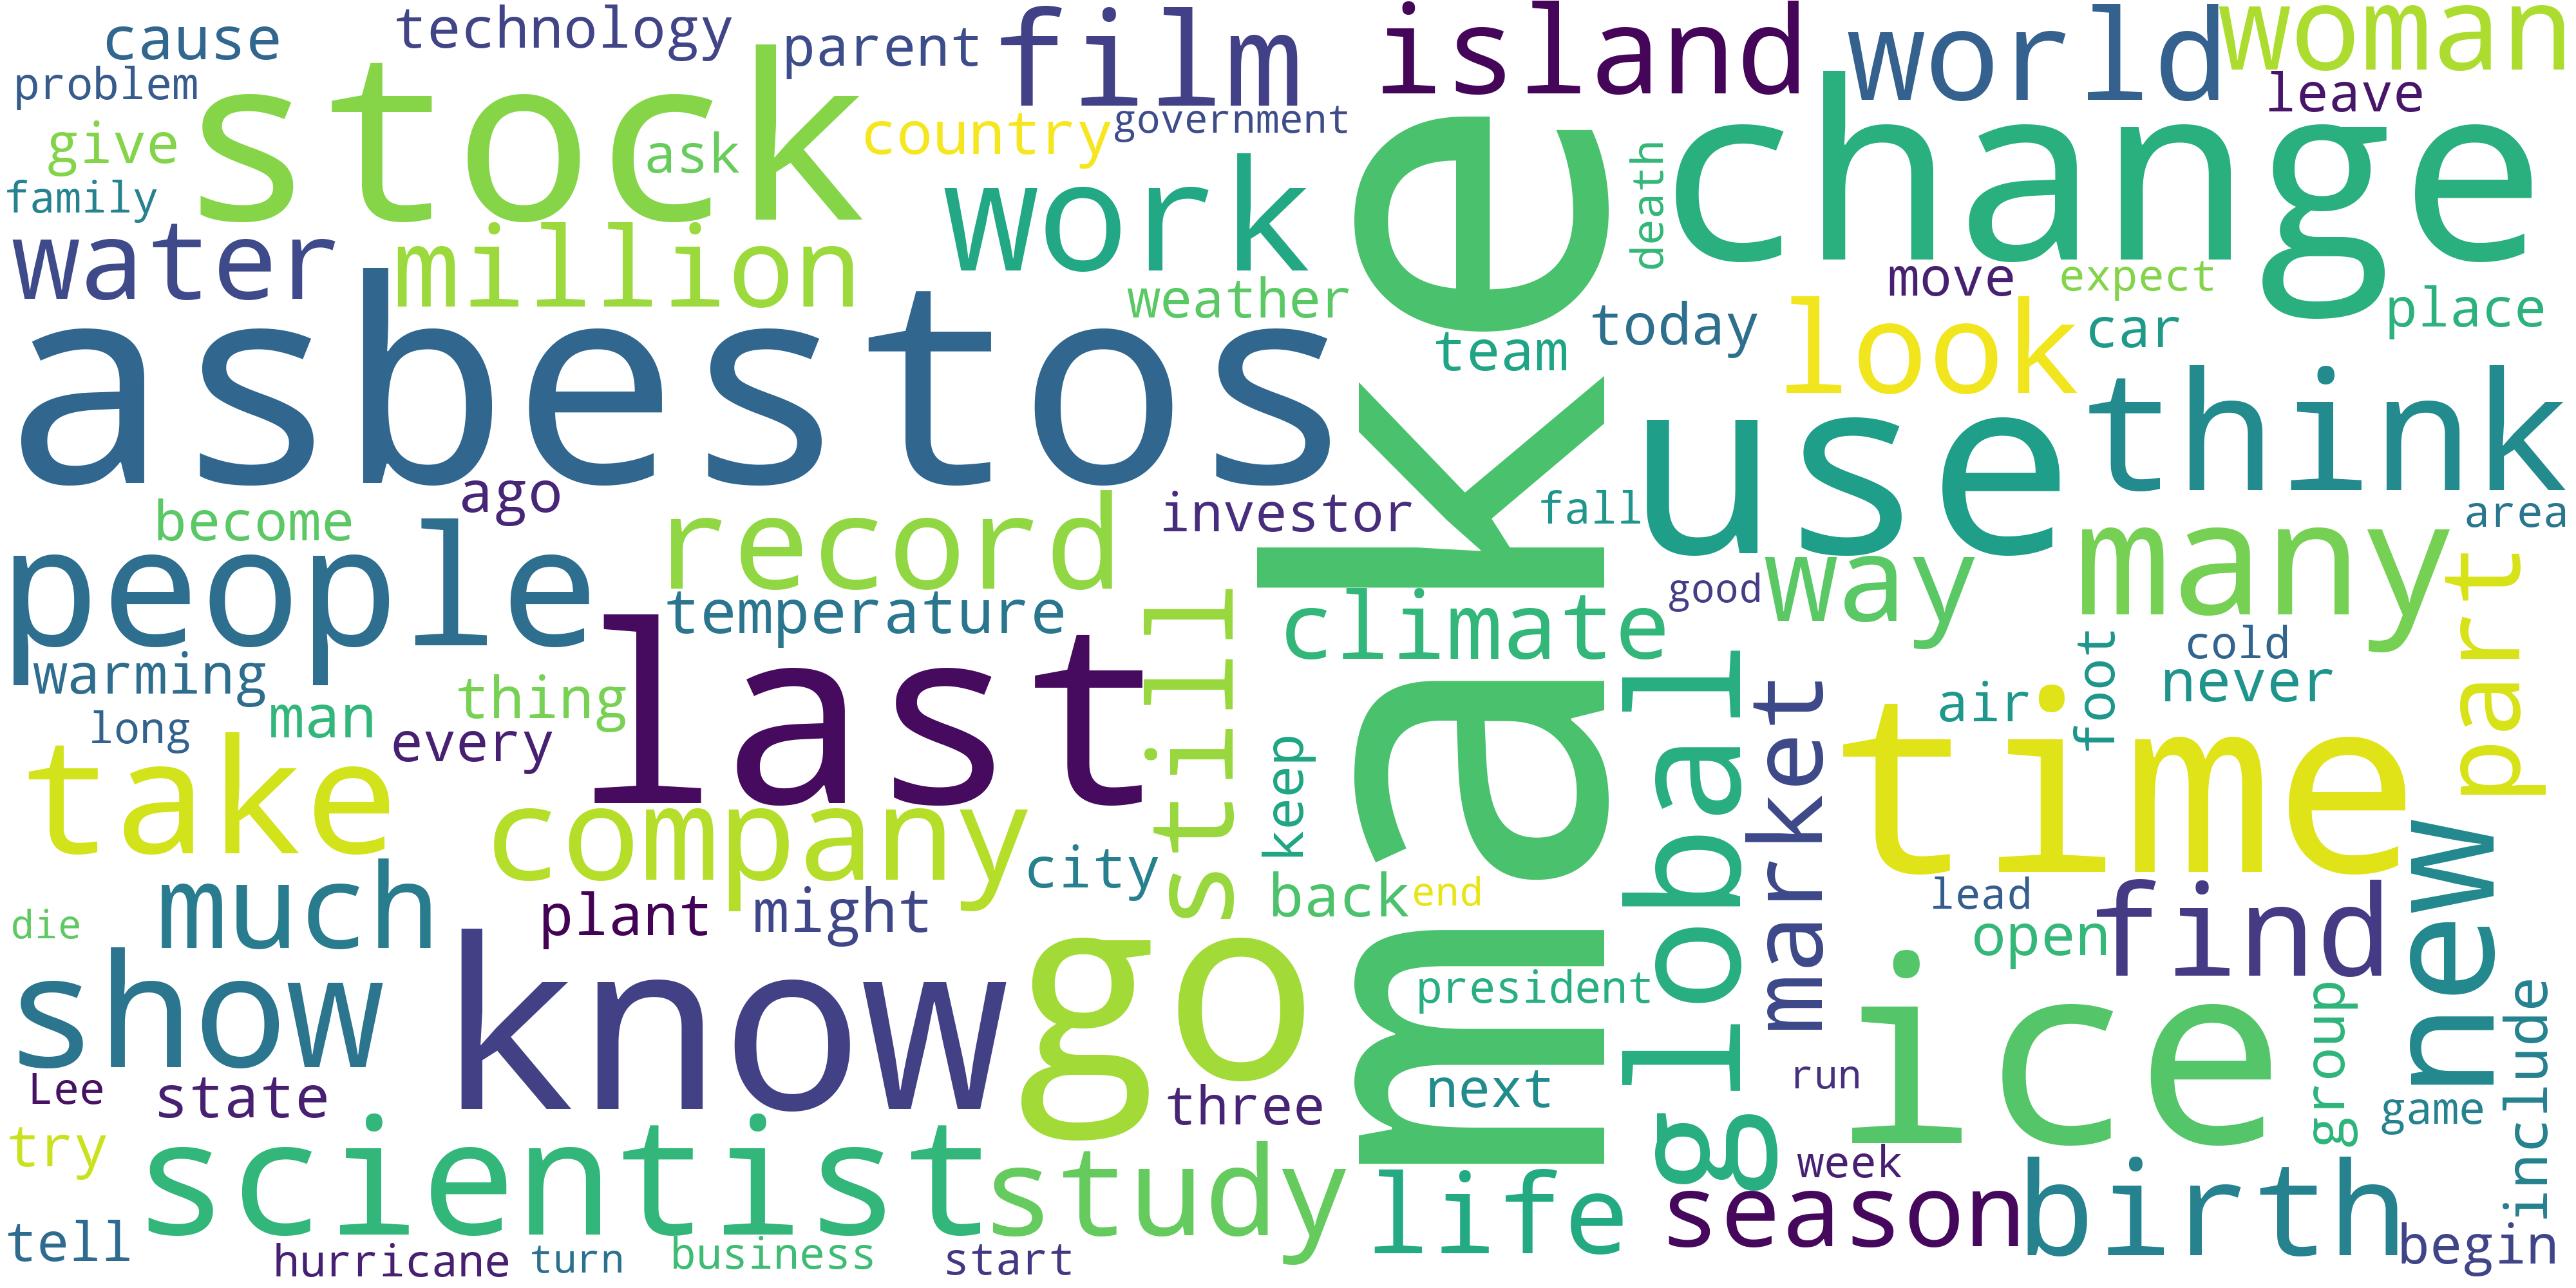 cause
technology
parent
film
island
world
woman
problem
stock
leave
give
ask
country
government
change
family
work
death
water
million
weather
move
expect
place
asbestos
make
team
today
look
car
use
think
ago
become
people
record
investor
fall
many
area
temperature
still
climate
good
way
part
warming
last
global
cold
foot
never
long
man
thing
every
keep
market
air
time
take
company
city
new
much
plant
might
back
end
lead
find
die
open
show
know
go
president
ice
group
include
Lee
state
three
next
run
game
try
scientist
study
life
season
week
birth
tell
hurricane
turn
business
start
begin